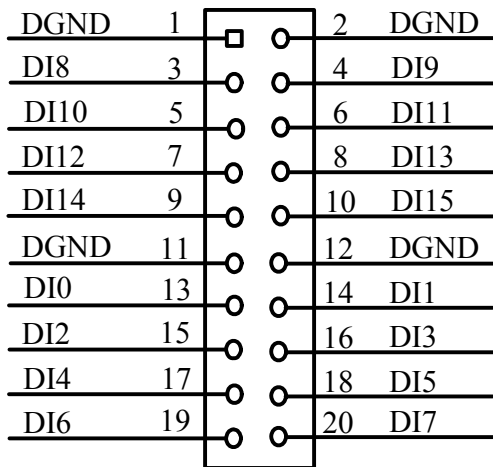 DGND 1 2 DGND
DI8 3 4 DI9
DI10 5 6 DI11
DI12 7 8 DI13
DI14 9 10 DI15
DGND 11 12 DGND
DI0 13 14 DI1
DI2 15 16 DI3
DI4 17 18 DI5
DI6 19 20 DI7